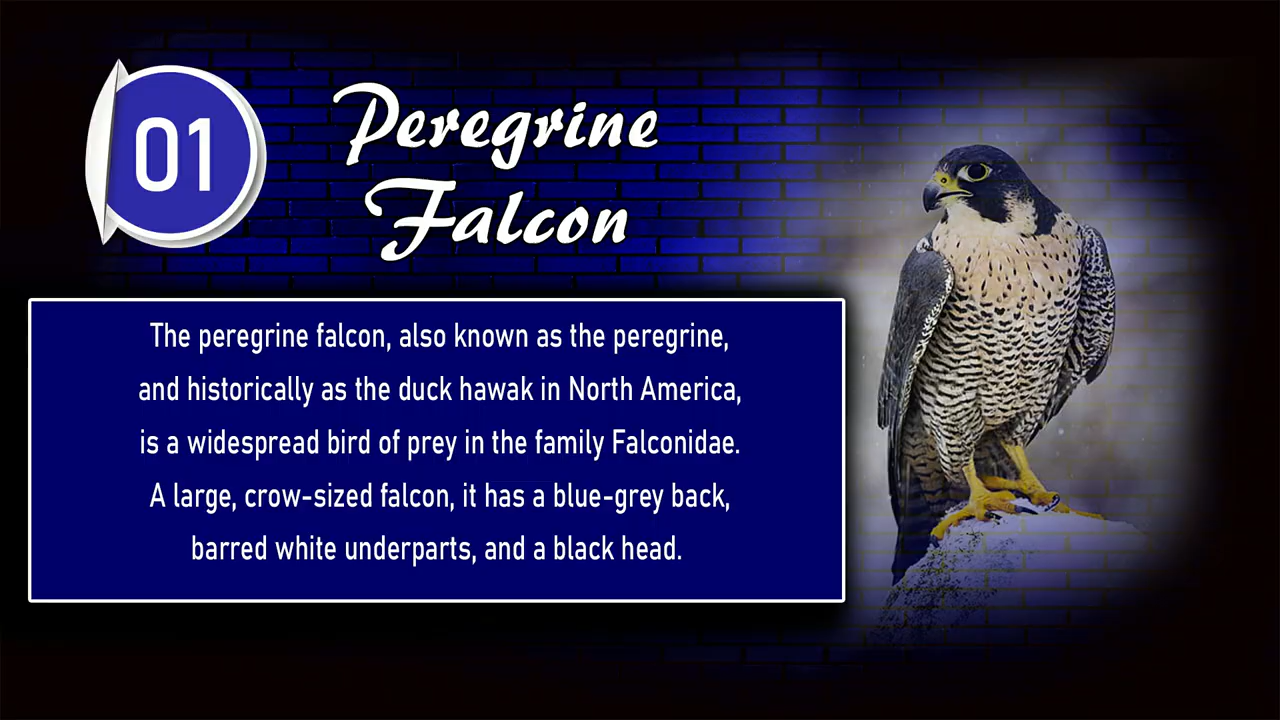 01
Peregrine
Falcon
The peregrine falcon, also known as the peregrine,
and historically as the duck hawak in North America,
is a widespread bird of prey in the family Falconidae.
A large, crow-sized falcon, it has a blue-grey back,
barred white underparts, and a black head.